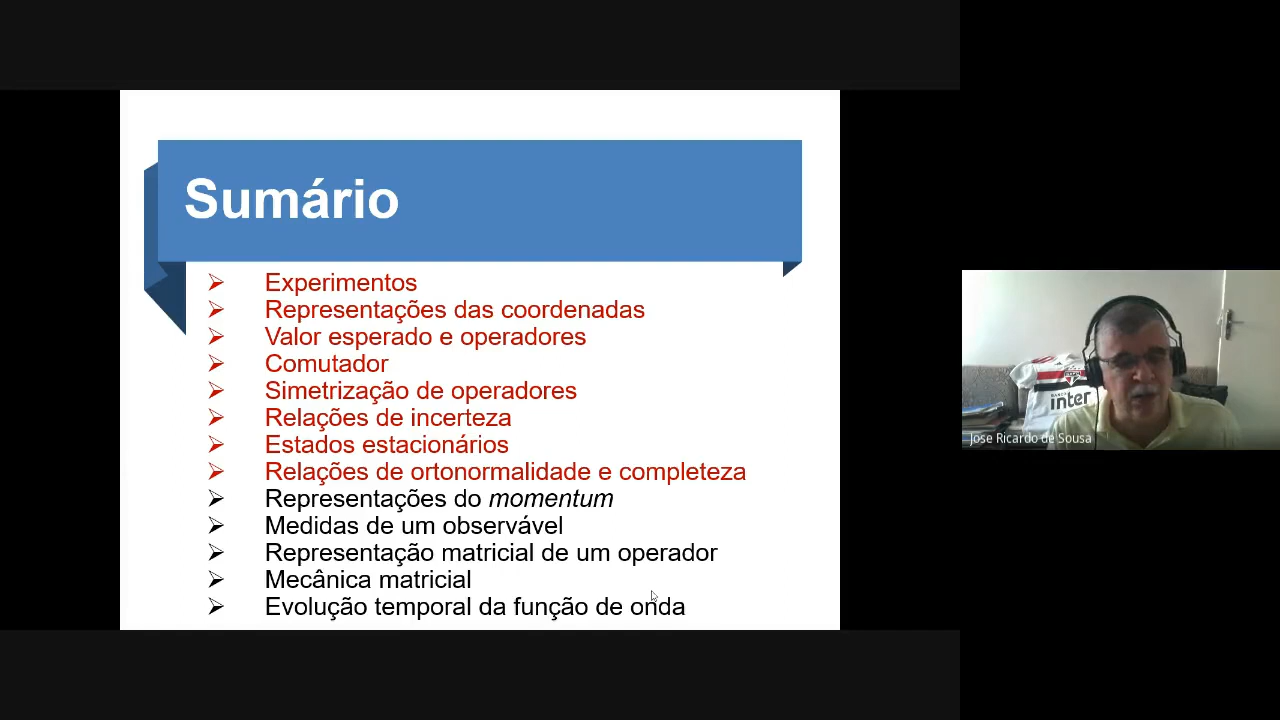 Sumário
Experimentos
Representações das coordenadas
Valor esperado e operadores
Comutador
Simetrização de operadores
Relações de incerteza
Estados estacionários
Relações de ortonormalidade e completeza
Representações do momentum
Medidas de um observável
Representação matricial de um operador
Mecânica matricial
Evolução temporal da função de onda
inter
Jose Ricardo de Sousa